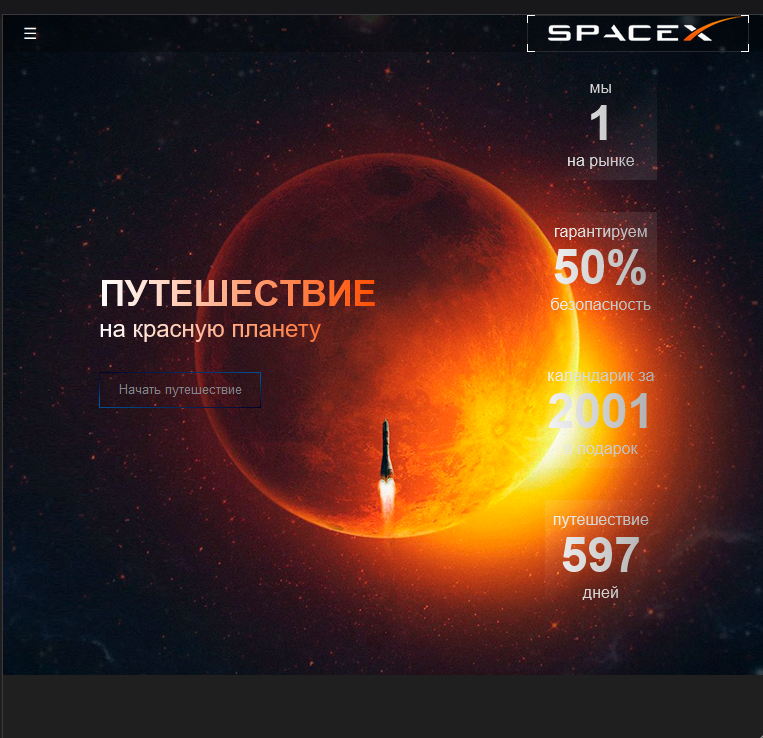 ☰
SPACEX
мы
1
на рынке
ПУТЕШЕСТВИЕ
на красную планету
Начать путешествие
гарантируем
50%
безопасность
календарик за
2001
подарок
путешествие
597
дней